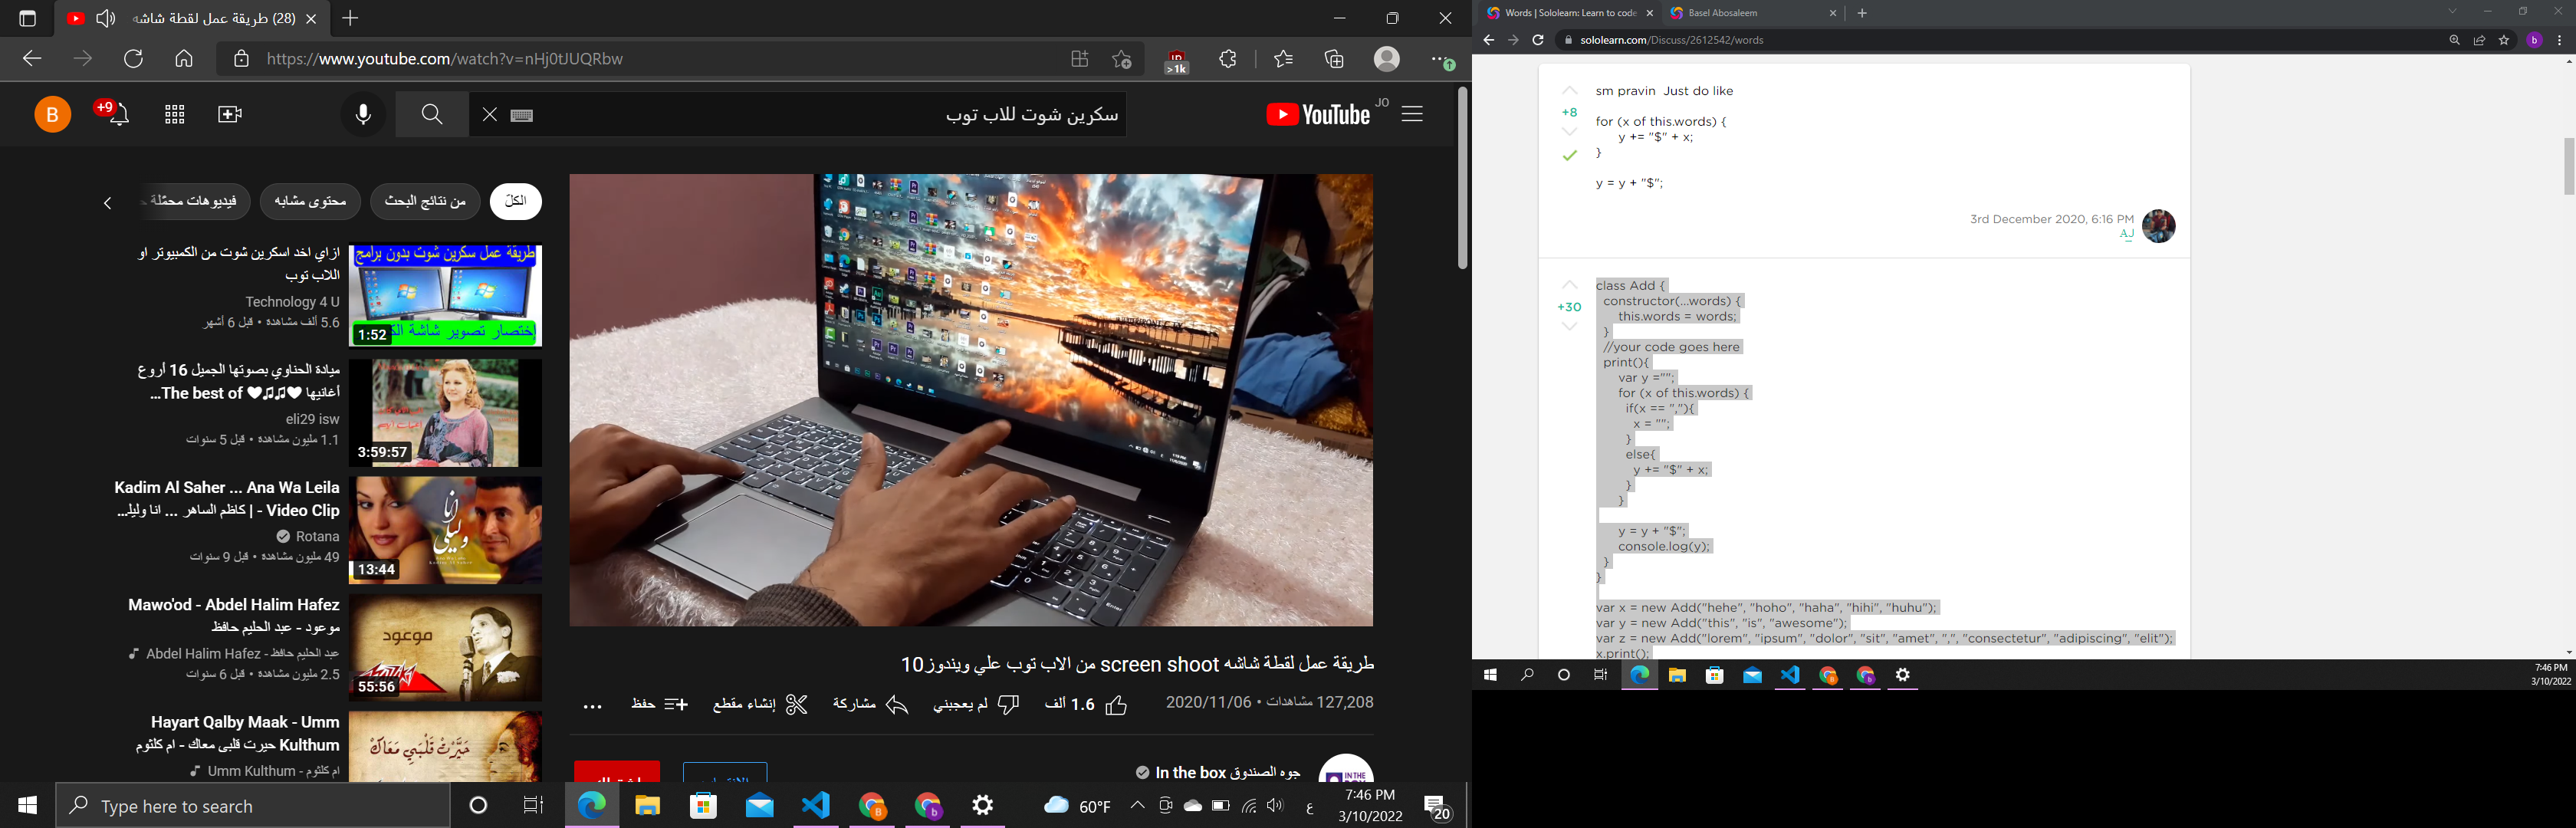 (28) طريقة عمل لقطة شاشه
https://www.youtube.com/watch?v=nHj0tJUQRbw
>1k
B
+9
سكرين شوت للاب توب
YouTube JO
الكلّ
من نتائج البحث
محتوى مشابه
فيديوهات محمّلة
ازاي اخد اسكرين شوت من الكمبيوتر او
اللاب توب
Technology 4 U
5.6 ألف مشاهدة • قبل 6 أشهر
طريقة عمل سكرين شوت بدون برامج
إختصار تصوير شاشة
1:52
ميادة الحناوي بصوتها الجميل 16 أروع
أغانيها ♥♫♫♥ The best of...
eli29 isw
1.1 مليون مشاهدة • قبل 5 سنوات
3:59:57
Kadim Al Saher ... Ana Wa Leila
- Video Clip | كاظم الساهر ... انا وليل...
Rotana
49 مليون مشاهدة • قبل 9 سنوات
انا وليلى
13:44
Mawo'od - Abdel Halim Hafez
موعود - عبد الحليم حافظ
عبد الحليم حافظ - Abdel Halim Hafez
2.5 مليون مشاهدة • قبل 6 سنوات
موعود
55:56
Hayart Qalby Maak - Umm
Kulthum حيرت قلبى معاك - ام كلثوم
ام كلثوم - Umm Kulthum
حَيَّرْتْ قَلْبِي مَعَاكْ
طريقة عمل لقطة شاشه screen shoot من الاب توب علي ويندوز10
127,208 مشاهدات • 2020/11/06
1.6 ألف
لم يعجبني
مشاركة
إنشاء مقطع
حفظ
In the box جوه الصندوق
IN THE
Type here to search
60°F
ع
7:46 PM
3/10/2022
20
Words | Sololearn: Learn to code
Basel Abosaleem
sololearn.com/Discuss/2612542/words
b
+8
sm pravin Just do like
for (x of this.words) {
y += "$" + x;
}
y = y + "$";
3rd December 2020, 6:16 PM
AJ
+30
class Add {
constructor(...words) {
this.words = words;
}
//your code goes here
print(){
var y ="";
for (x of this.words) {
if(x == ","){
x = "";
}
else{
y += "$" + x;
}
}
y = y + "$";
console.log(y);
}
}
var x = new Add("hehe", "hoho", "haha", "hihi", "huhu");
var y = new Add("this", "is", "awesome");
var z = new Add("lorem", "ipsum", "dolor", "sit", "amet", ",", "consectetur", "adipiscing", "elit");
x.print();
7:46 PM
3/10/2022